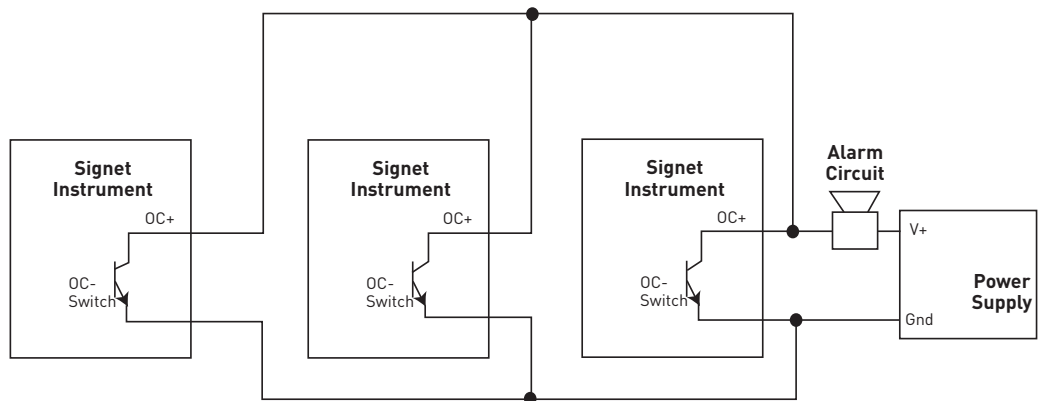 Signet
Instrument
OC+
OC-
Switch
Signet
Instrument
OC+
OC-
Switch
Signet
Instrument
OC+
OC-
Switch
Alarm
Circuit
V+
Power
Supply
Gnd